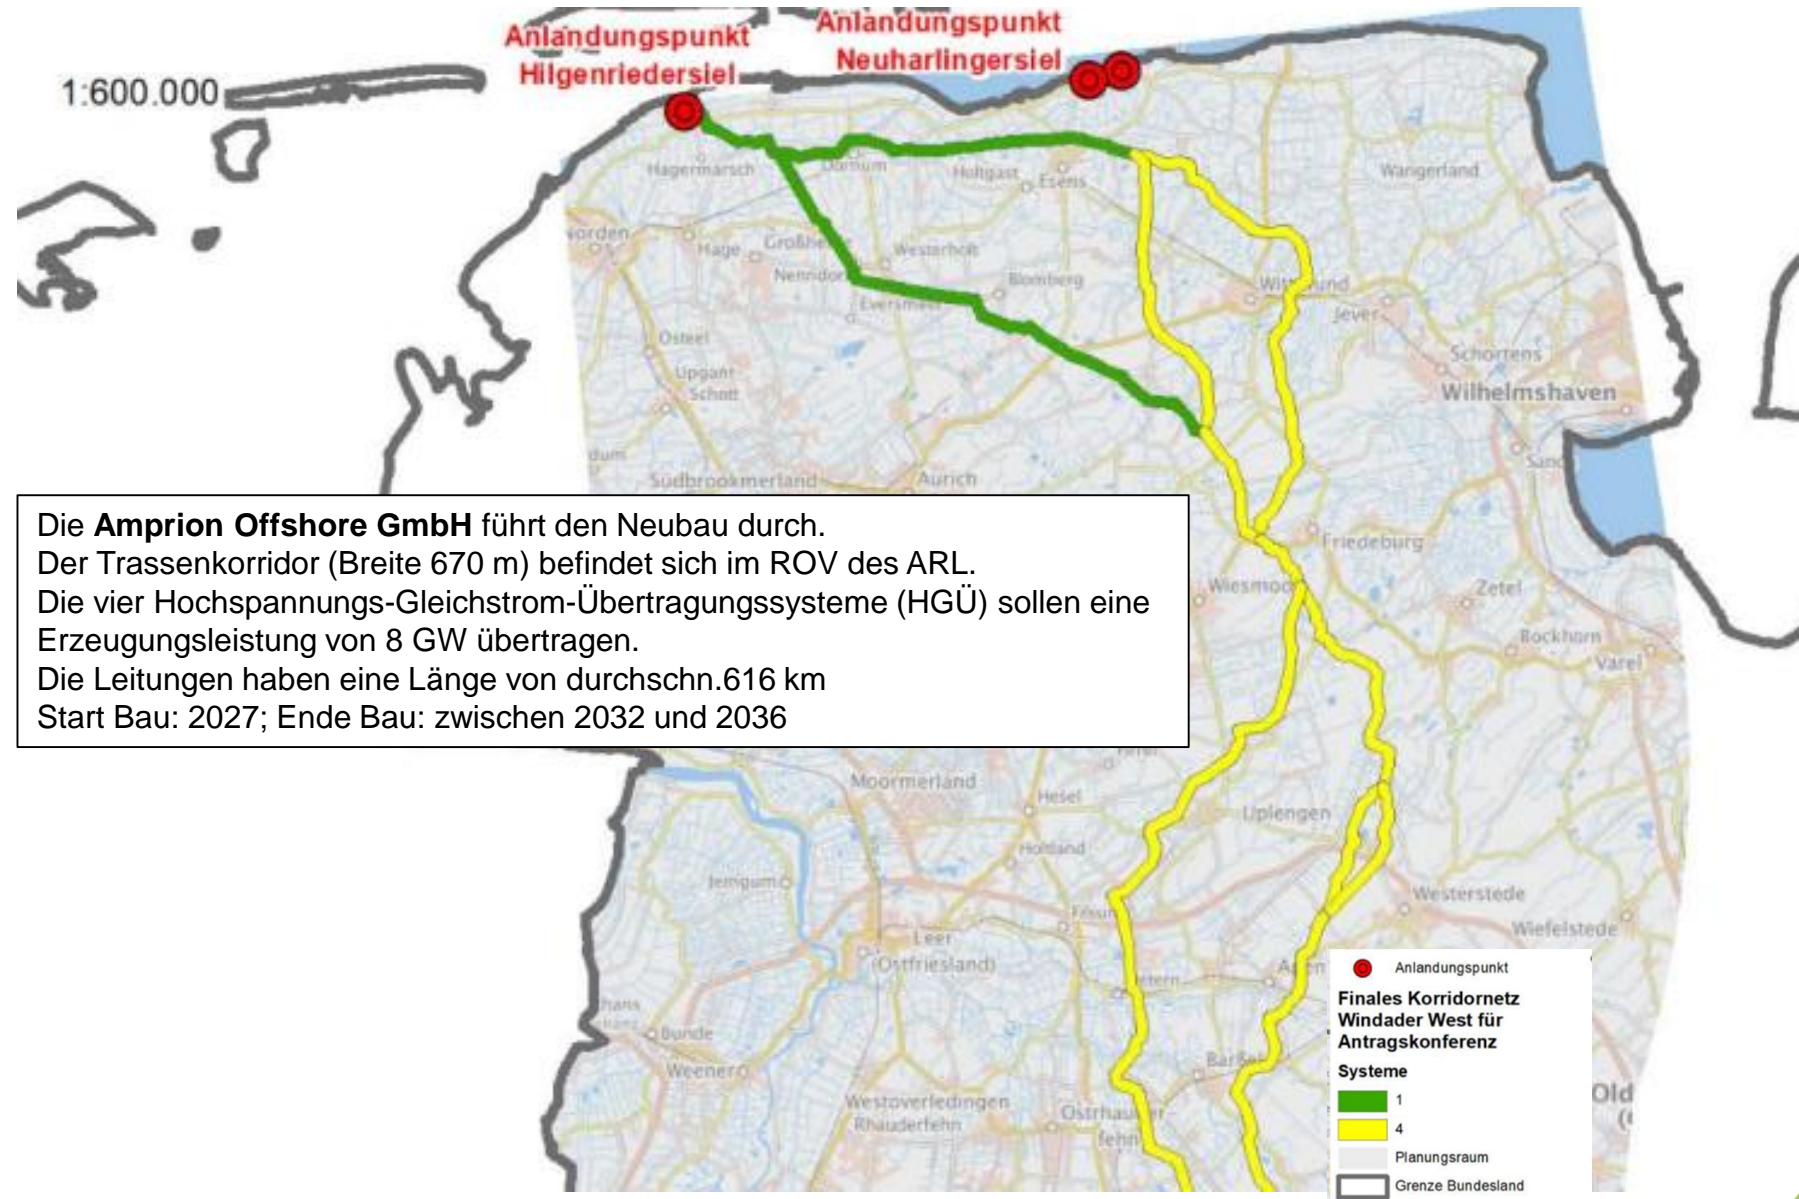 Anlandungspunkt
Hilgenriedersiel
Anlandungspunkt
Neuharlingersiel
1:600.000
Hagermarsch
Dornum
Holtgast
Esens
Wangerland
Norden
Hage
Westerholt
Blomberg
Jever
Osteel
Upgant
Schott
Schortens
Wilhelmshaven
Südbrookmerland
Aurich
Die Amprion Offshore GmbH führt den Neubau durch.
Der Trassenkorridor (Breite 670 m) befindet sich im ROV des ARL.
Die vier Hochspannungs-Gleichstrom-Übertragungssysteme (HGÜ) sollen eine
Erzeugungsleistung von 8 GW übertragen.
Die Leitungen haben eine Länge von durchschn.616 km
Start Bau: 2027; Ende Bau: zwischen 2032 und 2036
Friedeburg
Zetel
Bockhorn
Varel
Moormerland
Hesel
Uplengen
Holtland
Jemgum
Westerstede
Wiefelstede
Leer
(Ostfriesland)
Bunde
Weener
Westoverledingen
Rhauderfehn
fehn
Anlandungspunkt
Finales Korridornetz
Windader West für
Antragskonferenz
Systeme
1
4
Planungsraum
Grenze Bundesland